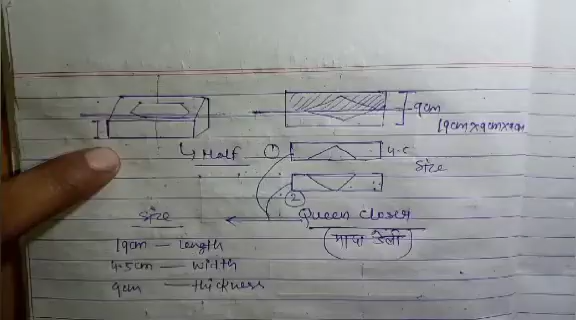 9cm
19cm x 9cm x 9cm
↳ Half
①
4.5
Size
②
Queen closer
मादा डेली
Size
19cm — Length
4.5cm — width
9cm — thickness